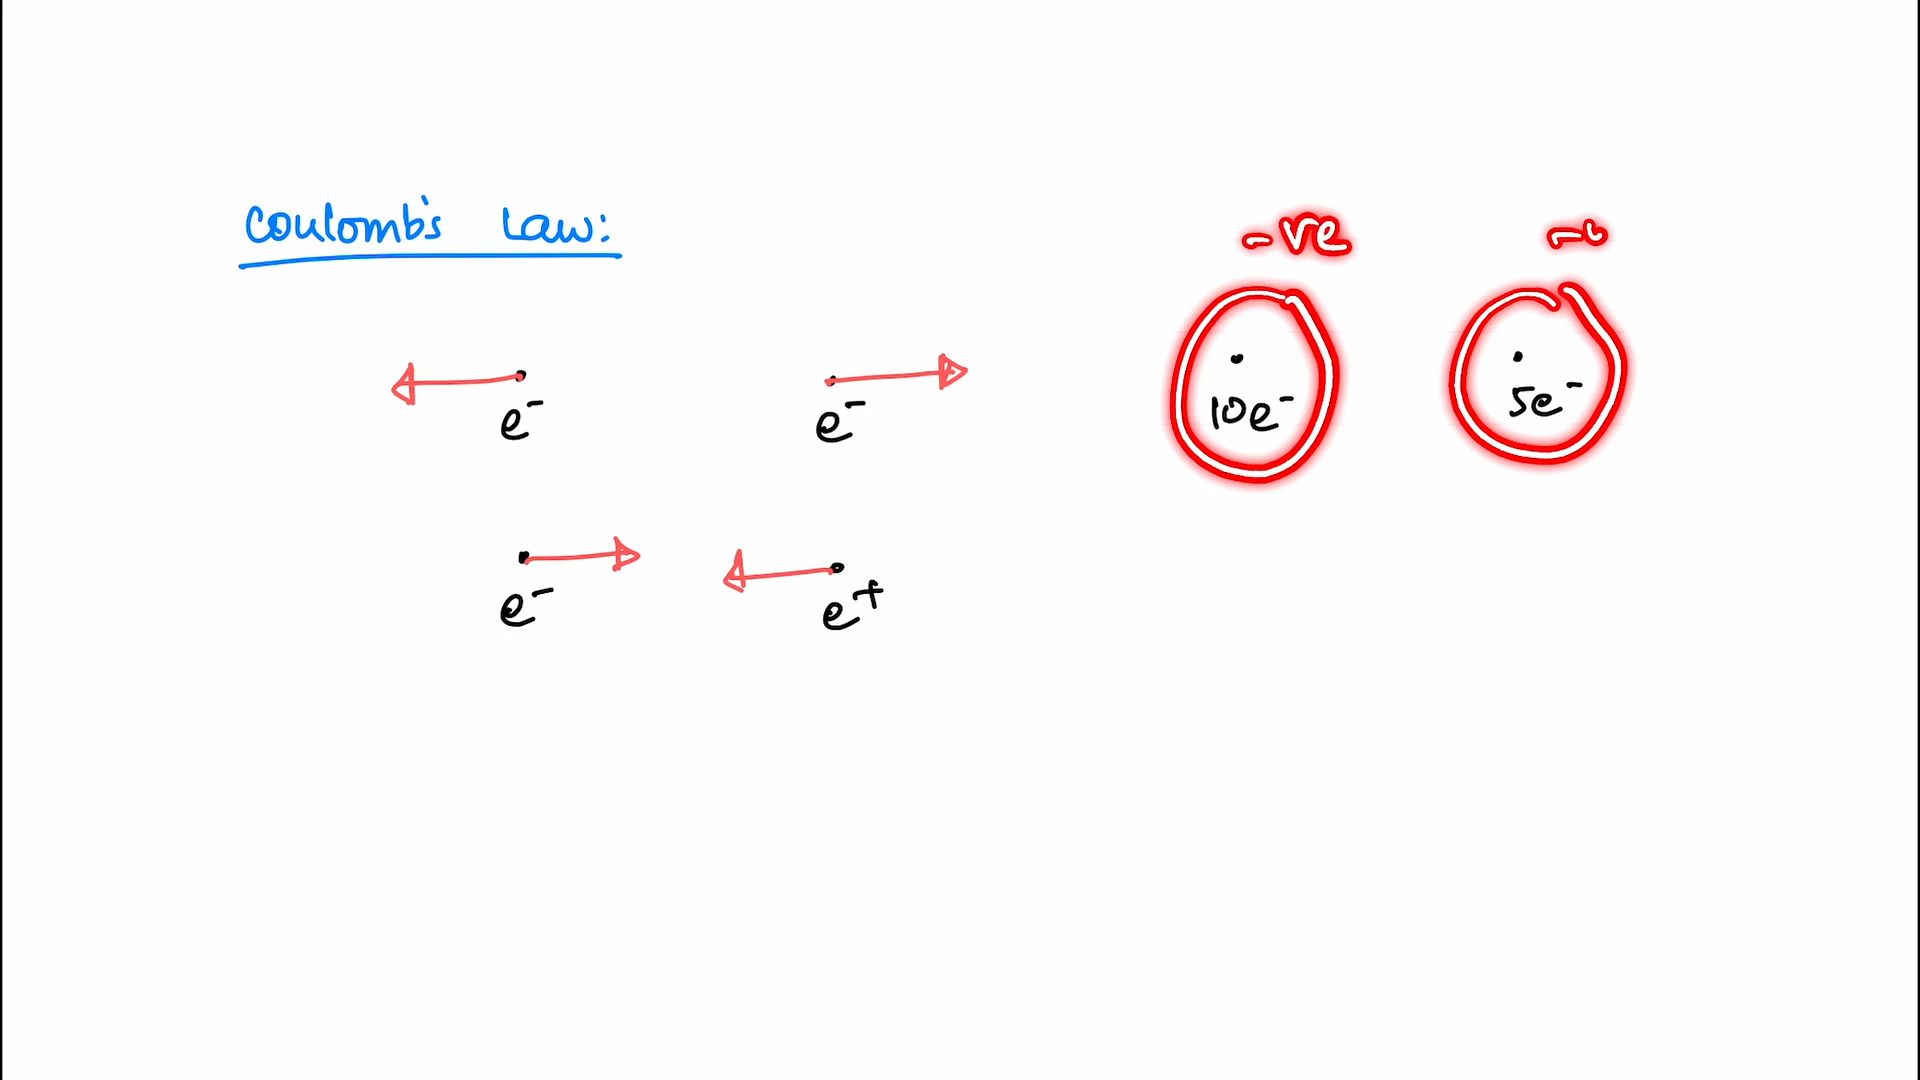 Coulomb's Law:
-ve
10e⁻ 5e⁻
e⁻ e⁻
e⁻ e⁺